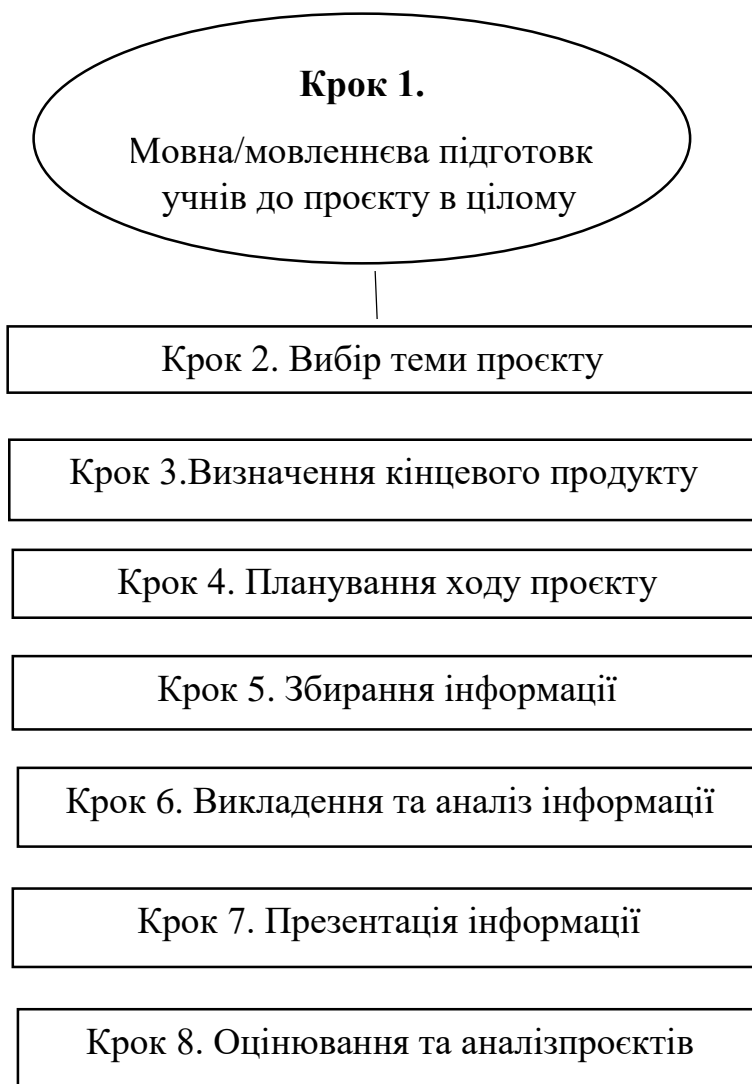 Крок 1.
Мовна/мовленнєва підготовк
учнів до проєкту в цілому
Крок 2. Вибір теми проєкту
Крок 3.Визначення кінцевого продукту
Крок 4. Планування ходу проєкту
Крок 5. Збирання інформації
Крок 6. Викладення та аналіз інформації
Крок 7. Презентація інформації
Крок 8. Оцінювання та аналізпроєктів